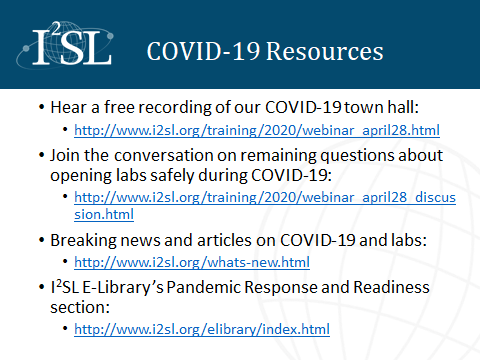 I²SL
COVID-19 Resources
• Hear a free recording of our COVID-19 town hall:
• http://www.i2sl.org/training/2020/webinar_april28.html
• Join the conversation on remaining questions about
opening labs safely during COVID-19:
• http://www.i2sl.org/training/2020/webinar_april28_discus
sion.html
• Breaking news and articles on COVID-19 and labs:
• http://www.i2sl.org/whats-new.html
• I²SL E-Library’s Pandemic Response and Readiness
section:
• http://www.i2sl.org/elibrary/index.html